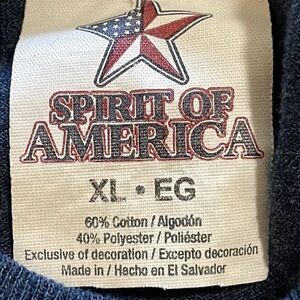 SPIRIT OF
AMERICA
XL • EG
60% Cotton / Algodón
40% Polyester / Poliéster
Exclusive of decoration / Excepto decoración
Made in / Hecho en El Salvador